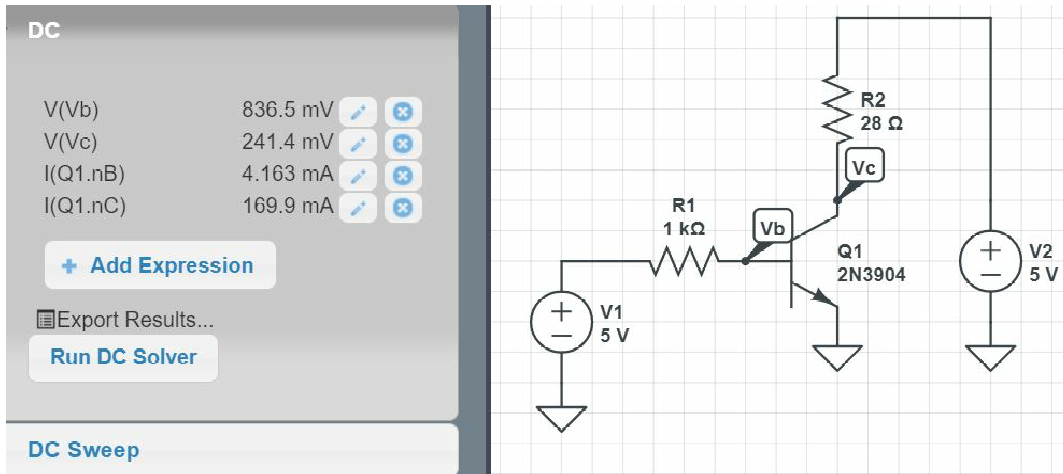 DC
V(Vb) 836.5 mV
V(Vc) 241.4 mV
I(Q1.nB) 4.163 mA
I(Q1.nC) 169.9 mA
+ Add Expression
Export Results...
Run DC Solver
DC Sweep
R2
28 Ω
Vc
R1
1 kΩ
Vb
Q1
2N3904
V2
5 V
V1
5 V